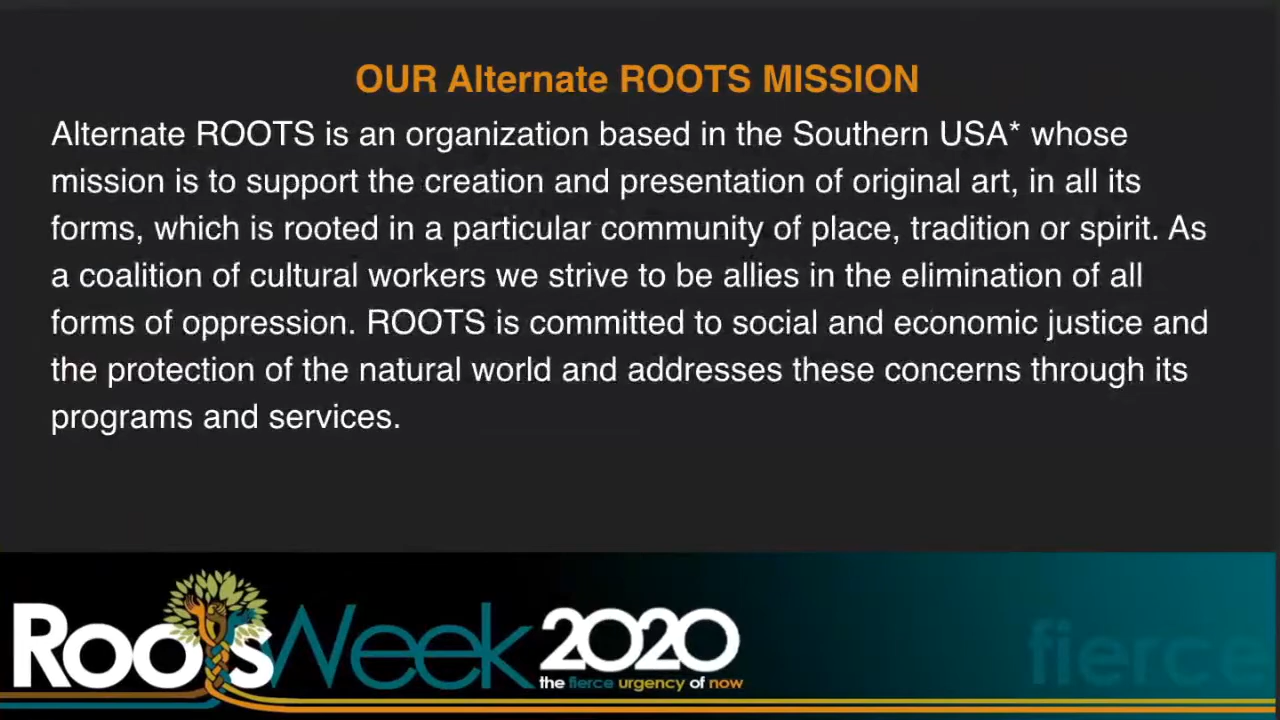 OUR Alternate ROOTS MISSION
Alternate ROOTS is an organization based in the Southern USA* whose
mission is to support the creation and presentation of original art, in all its
forms, which is rooted in a particular community of place, tradition or spirit. As
a coalition of cultural workers we strive to be allies in the elimination of all
forms of oppression. ROOTS is committed to social and economic justice and
the protection of the natural world and addresses these concerns through its
programs and services.
RootsWeek 2020
the fierce urgency of now
fierce